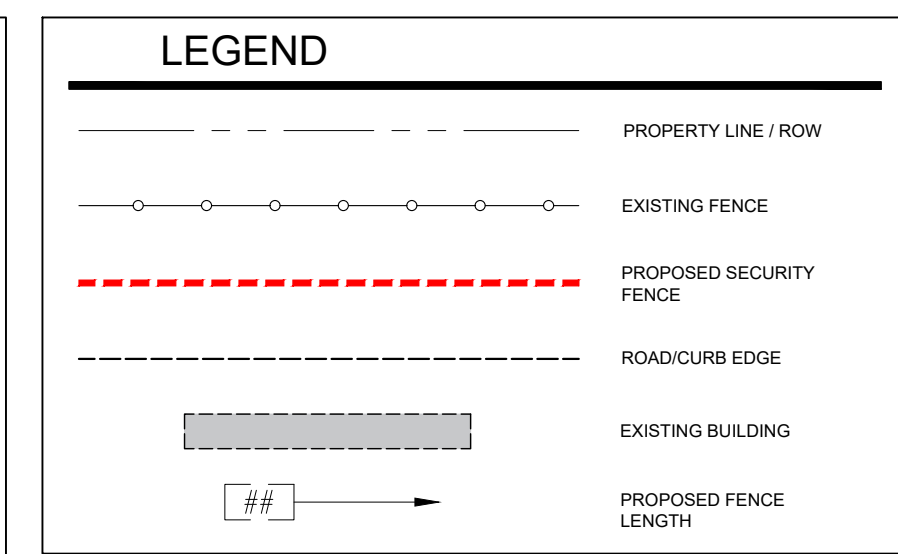 LEGEND
PROPERTY LINE / ROW
EXISTING FENCE
PROPOSED SECURITY
FENCE
ROAD/CURB EDGE
EXISTING BUILDING
##
PROPOSED FENCE
LENGTH